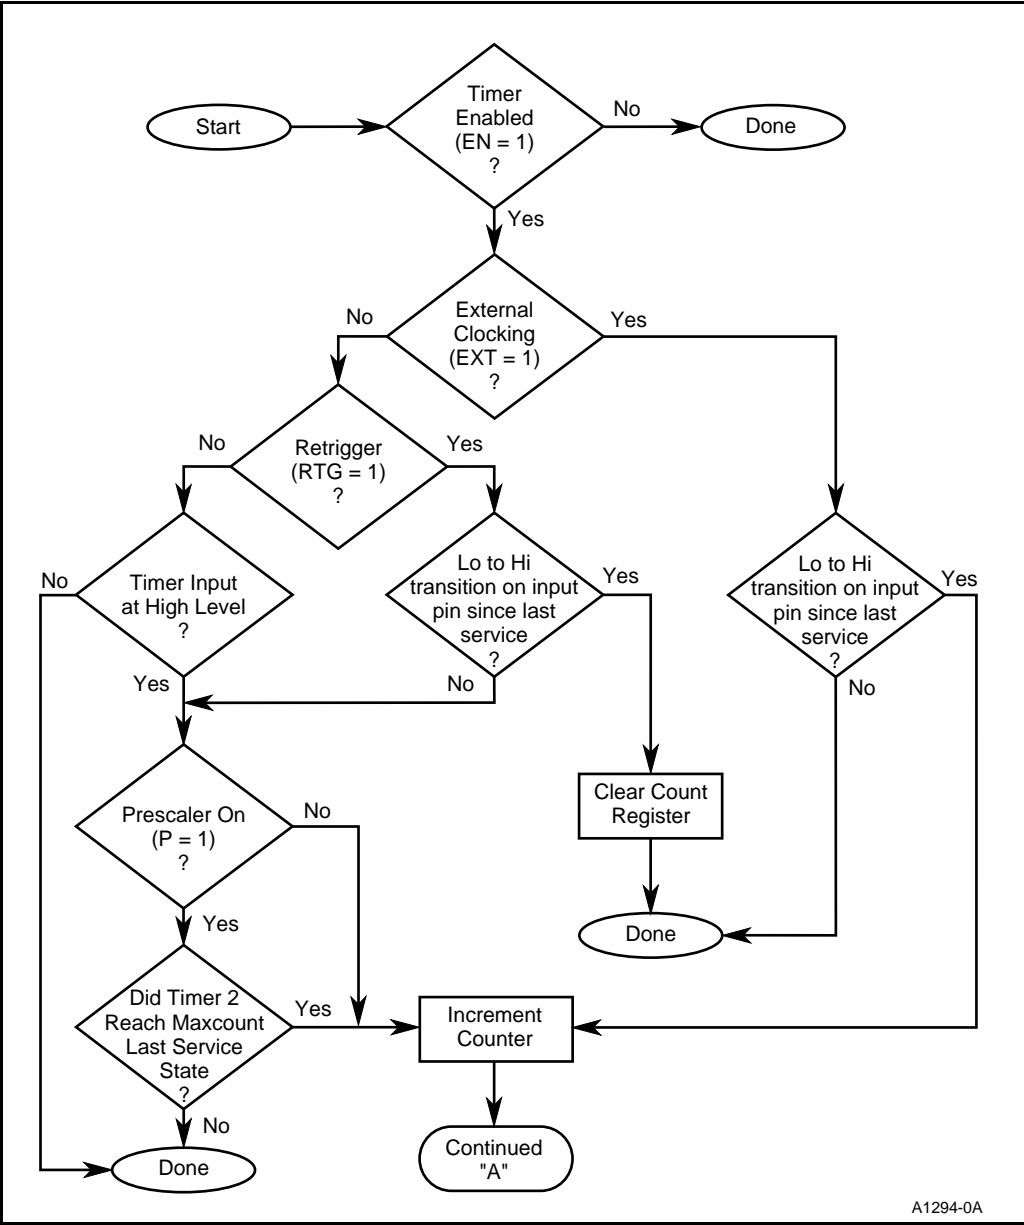 Timer
Enabled
(EN = 1)
?
Start
No
Done
Yes
External
Clocking
(EXT = 1)
?
No
Yes
Retrigger
(RTG = 1)
?
No
Yes
Timer Input
at High Level
?
No
Yes
Lo to Hi
transition on input
pin since last
service
?
Yes
No
Lo to Hi
transition on input
pin since last
service
?
Yes
No
Clear Count
Register
Done
Prescaler On
(P = 1)
?
No
Yes
Did Timer 2
Reach Maxcount
Last Service
State
?
Yes
No
Increment
Counter
Done
Continued
"A"
A1294-0A